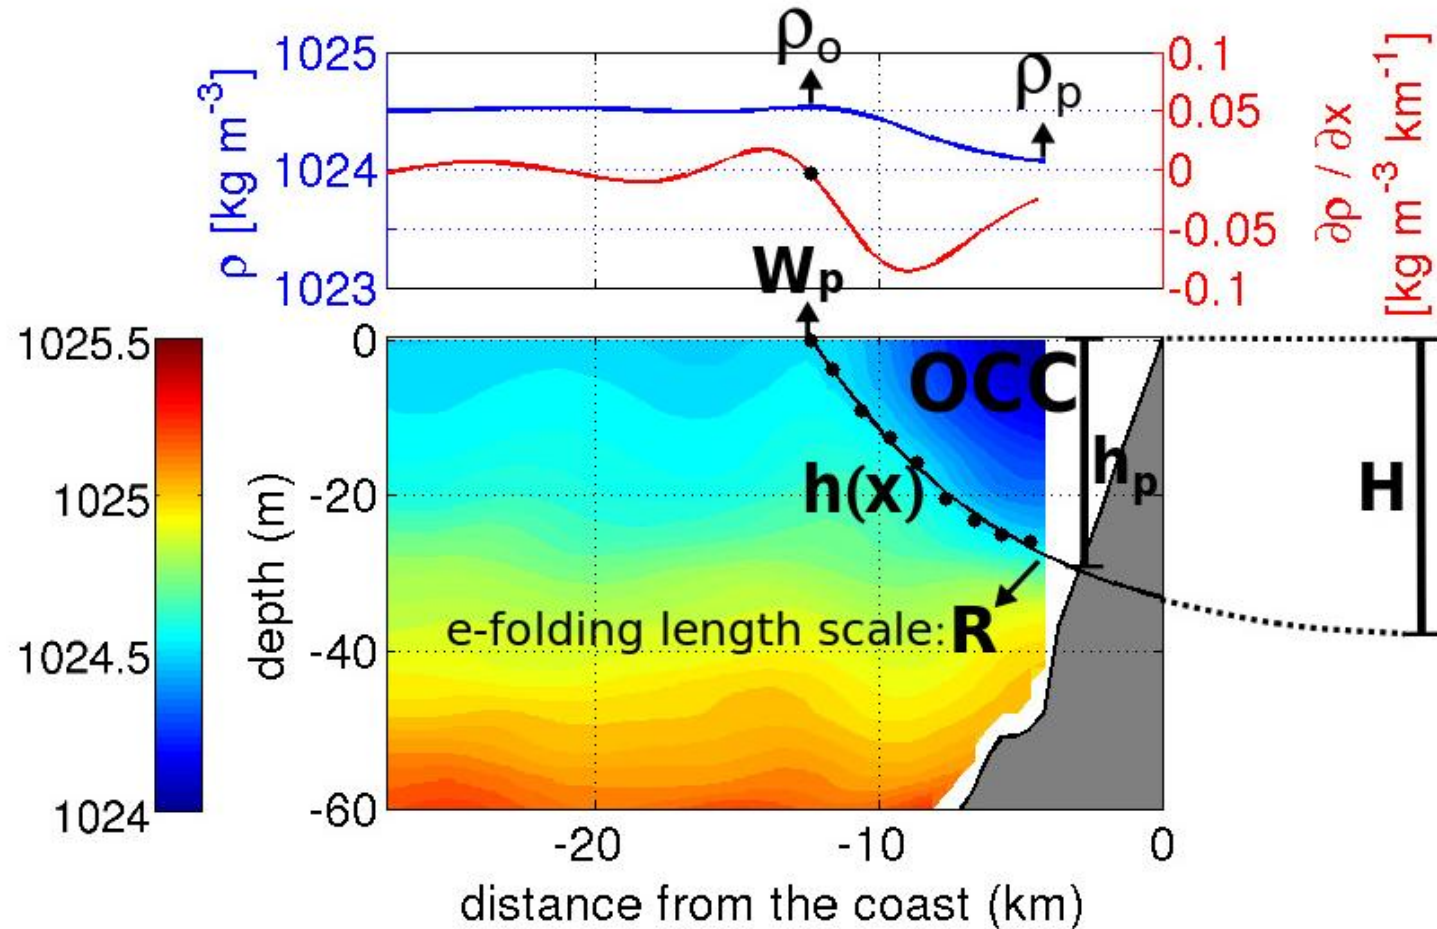 ρo
ρp
1025
1024
1023
ρ [kg m-3]
0.1
0.05
0
-0.05
-0.1
∂ρ / ∂x
[kg m-3 km-1]
Wp
1025.5
1025
1024.5
1024
0
-20
-40
-60
depth (m)
OCC
h(x)
hp
H
e-folding length scale: R
-20
-10
0
distance from the coast (km)